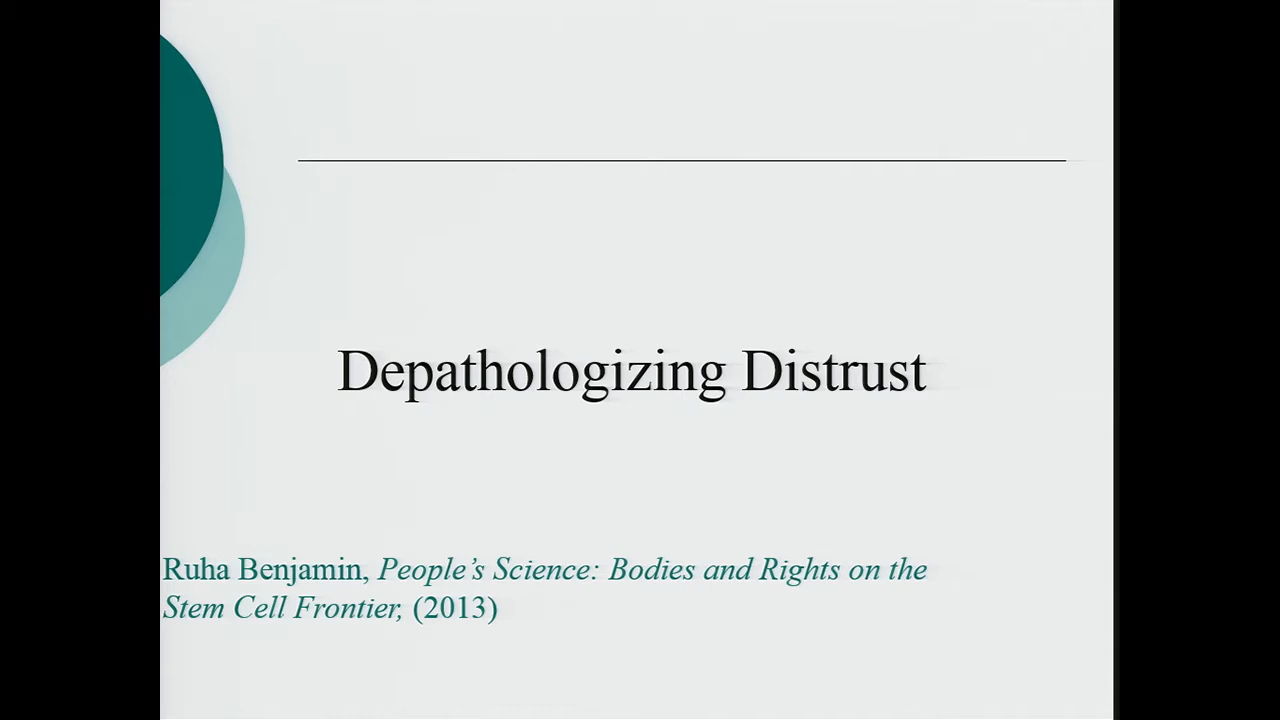 Depathologizing Distrust
Ruha Benjamin, People’s Science: Bodies and Rights on the
Stem Cell Frontier, (2013)